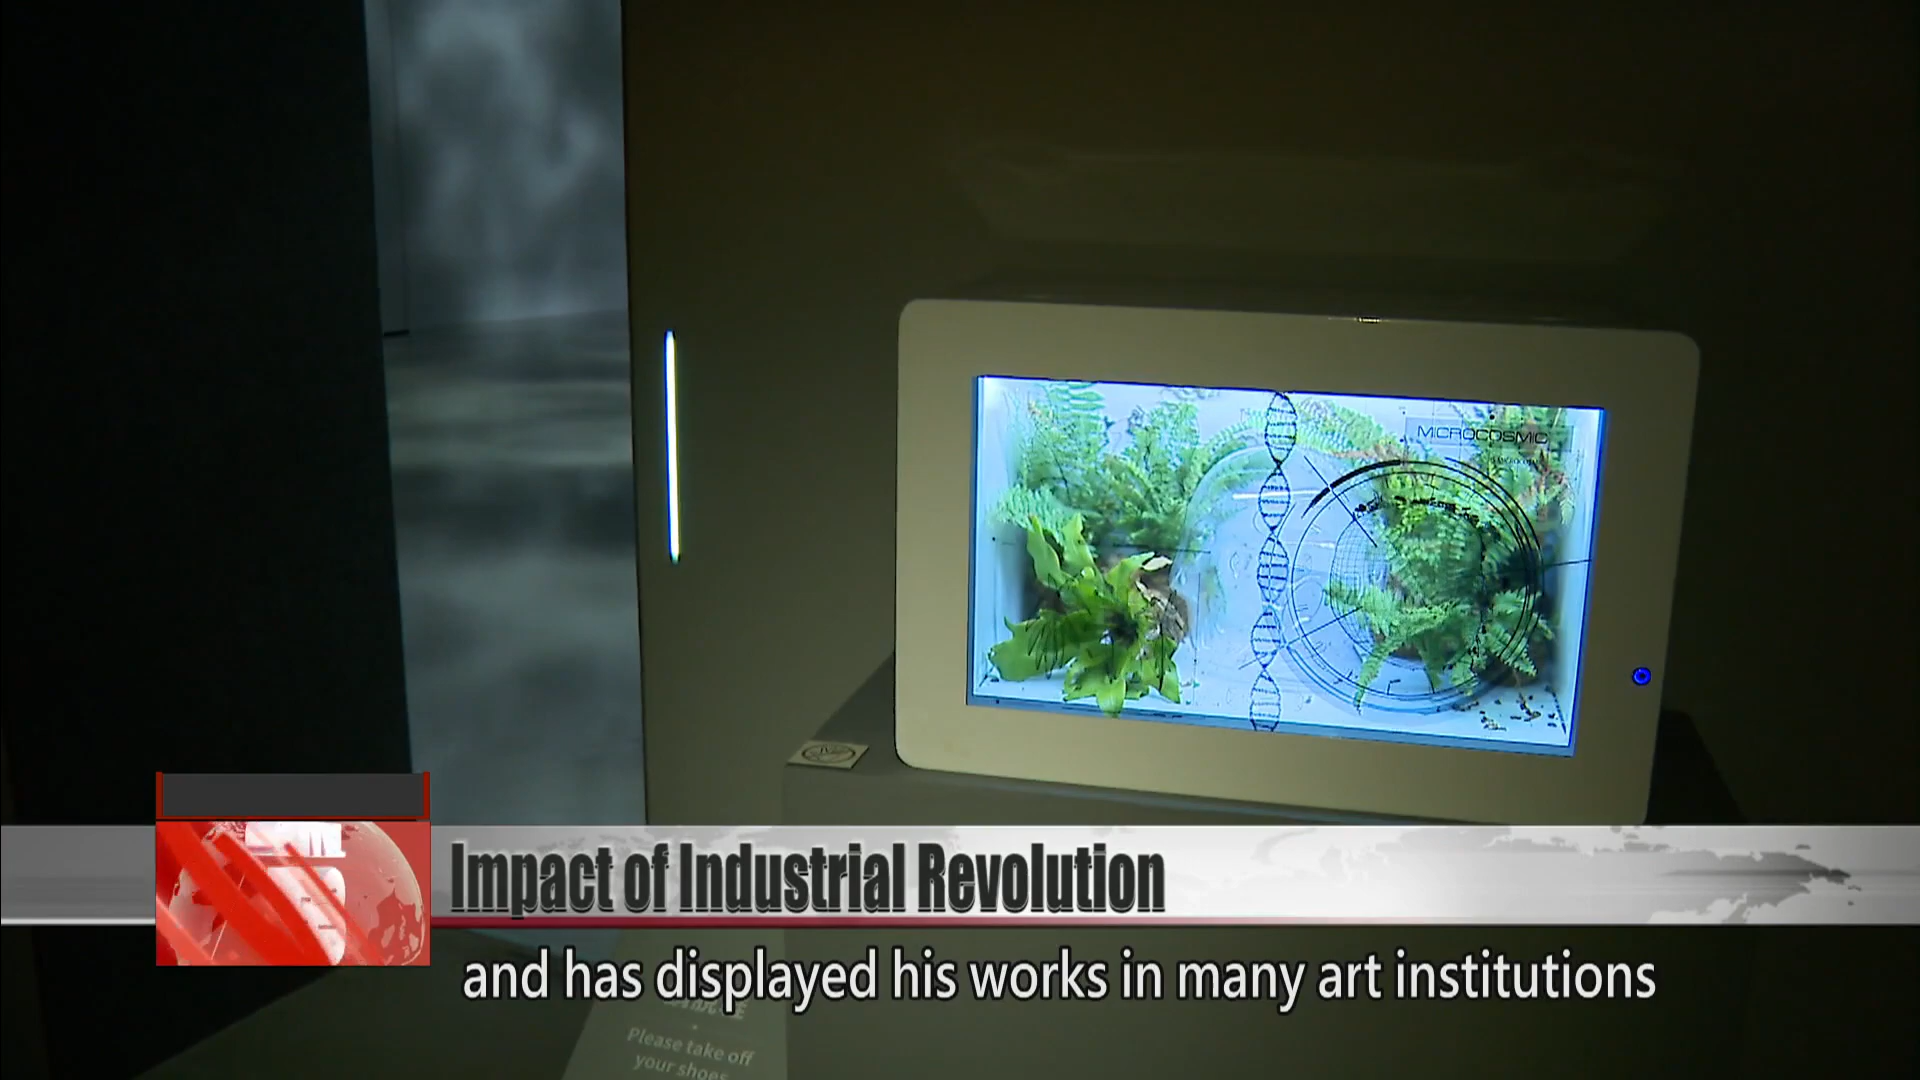 MICROCOSMIC
Impact of Industrial Revolution
and has displayed his works in many art institutions
Please take off
your shoes